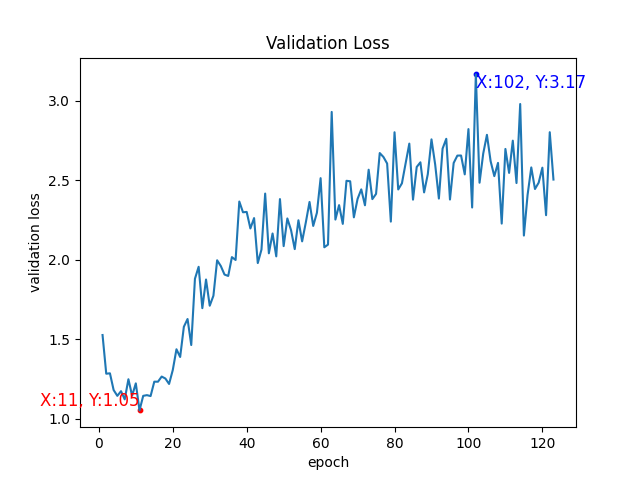 Validation Loss
X:102, Y:3.17
3.0
2.5
2.0
1.5
1.0
validation loss
X:11, Y:1.05
0 20 40 60 80 100 120
epoch